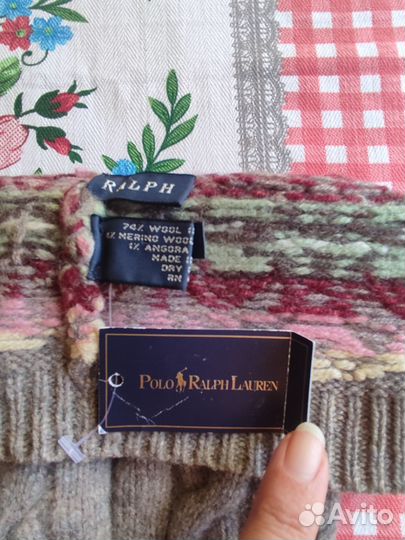 RALPH
74% WOOL
MERINO WOOL
1% ANGORA
MADE
DRY
RN
POLO RALPH LAUREN
Avito